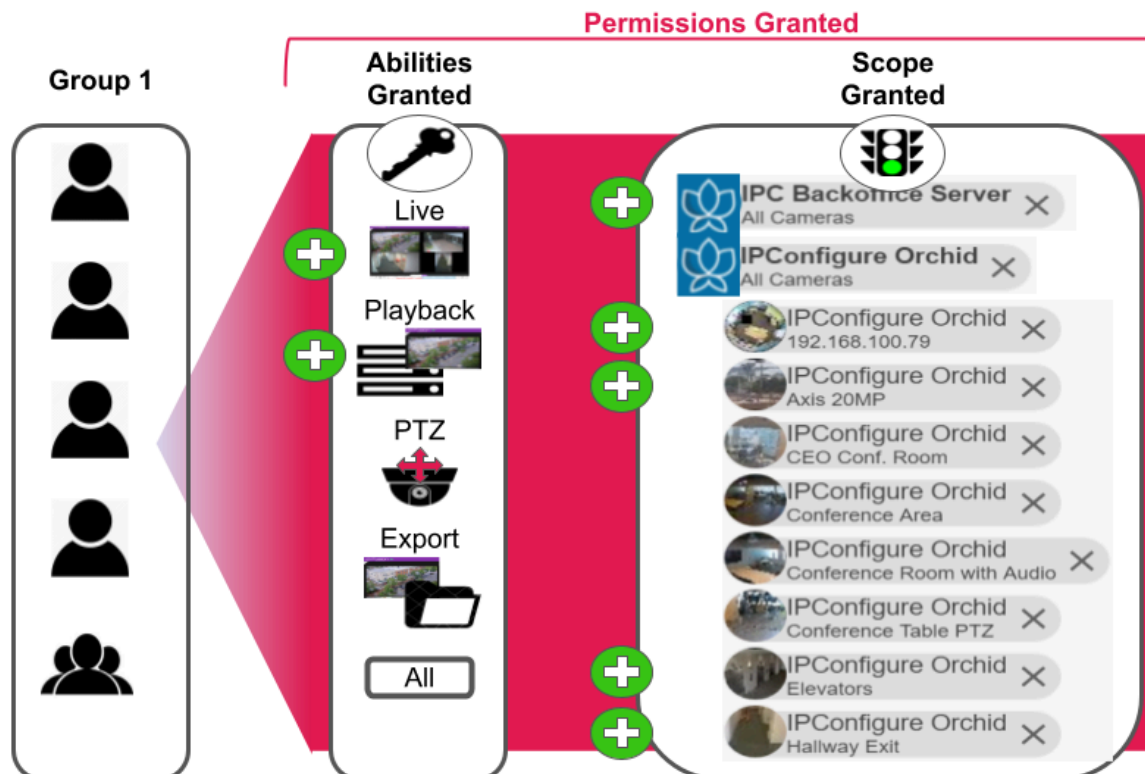 Permissions Granted
Group 1
Abilities
Granted
Scope
Granted
Live
Playback
PTZ
Export
All
IPC Backoffice Server
All Cameras
IPConfigure Orchid
All Cameras
IPConfigure Orchid
192.168.100.79
IPConfigure Orchid
Axis 20MP
IPConfigure Orchid
CEO Conf. Room
IPConfigure Orchid
Conference Area
IPConfigure Orchid
Conference Room with Audio
IPConfigure Orchid
Conference Table PTZ
IPConfigure Orchid
Elevators
IPConfigure Orchid
Hallway Exit